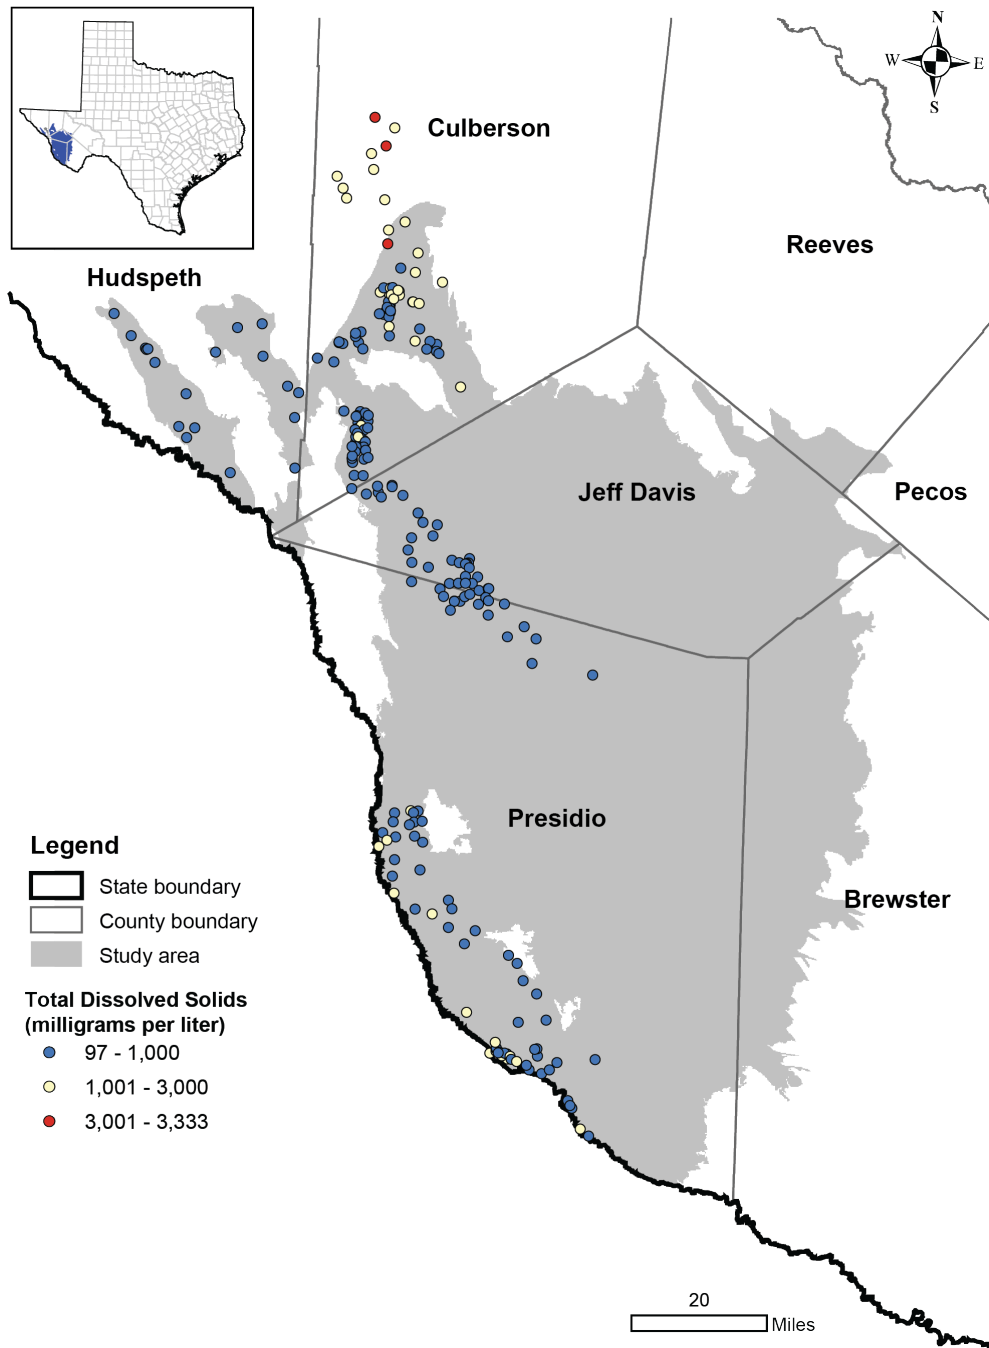 N
W E
S
Culberson
Reeves
Hudspeth
Jeff Davis
Pecos
Presidio
Brewster
Legend
State boundary
County boundary
Study area
Total Dissolved Solids
(milligrams per liter)
97 - 1,000
1,001 - 3,000
3,001 - 3,333
20
Miles